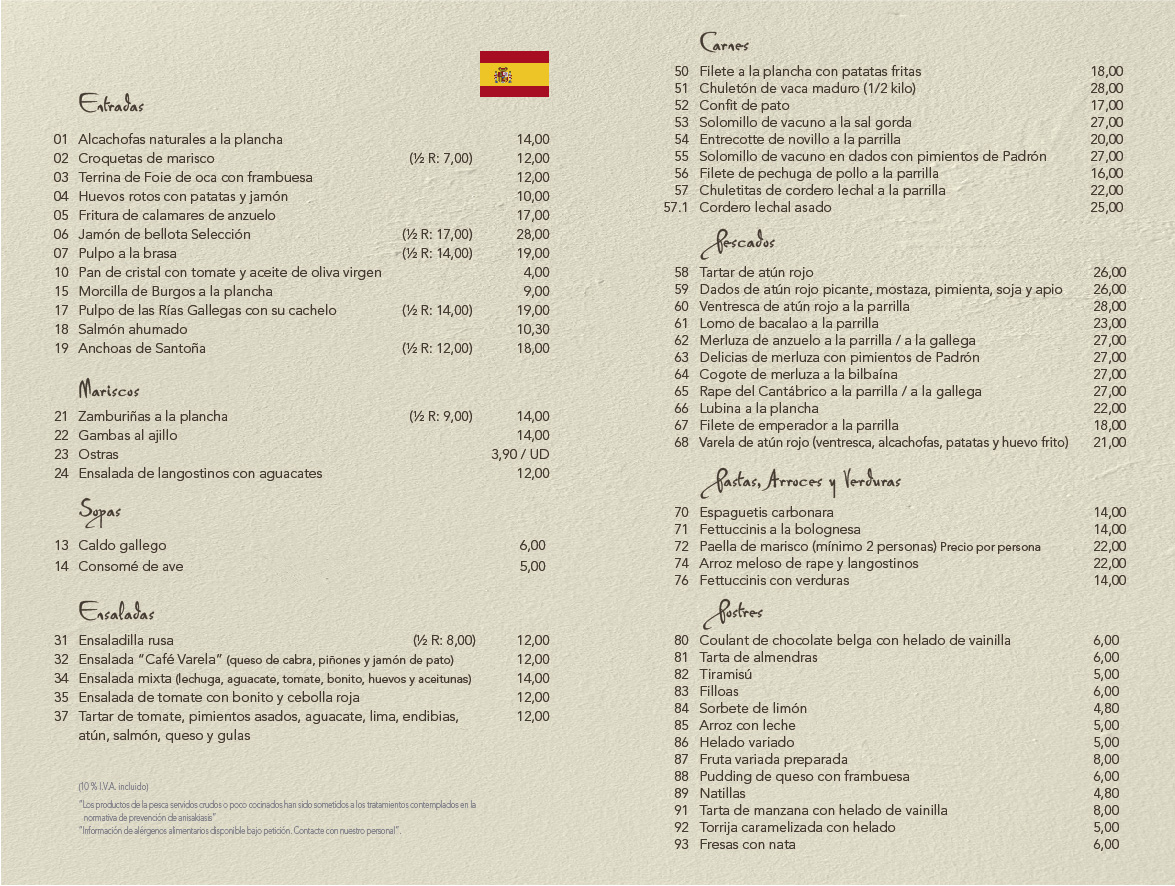 Entradas
01 Alcachofas naturales a la plancha 14,00
02 Croquetas de marisco (½ R: 7,00) 12,00
03 Terrina de Foie de oca con frambuesa 12,00
04 Huevos rotos con patatas y jamón 10,00
05 Fritura de calamares de anzuelo 17,00
06 Jamón de bellota Selección (½ R: 17,00) 28,00
07 Pulpo a la brasa (½ R: 14,00) 19,00
10 Pan de cristal con tomate y aceite de oliva virgen 4,00
15 Morcilla de Burgos a la plancha 9,00
17 Pulpo de las Rías Gallegas con su cachelo (½ R: 14,00) 19,00
18 Salmón ahumado 10,30
19 Anchoas de Santoña (½ R: 12,00) 18,00
Mariscos
21 Zamburiñas a la plancha (½ R: 9,00) 14,00
22 Gambas al ajillo 14,00
23 Ostras 3,90 / UD
24 Ensalada de langostinos con aguacates 12,00
Sopas
13 Caldo gallego 6,00
14 Consomé de ave 5,00
Ensaladas
31 Ensaladilla rusa (½ R: 8,00) 12,00
32 Ensalada “Café Varela” (queso de cabra, piñones y jamón de pato) 12,00
34 Ensalada mixta (lechuga, aguacate, tomate, bonito, huevos y aceitunas) 14,00
35 Ensalada de tomate con bonito y cebolla roja 12,00
37 Tartar de tomate, pimientos asados, aguacate, lima, endibias, 12,00
atún, salmón, queso y gulas
(10 % I.V.A. incluido)
“Los productos de la pesca servidos crudos o poco cocinados han sido sometidos a los tratamientos contemplados en la
normativa de prevención de anisakiasis”
“Información de alérgenos alimentarios disponible bajo petición. Contacte con nuestro personal”.
Carnes
50 Filete a la plancha con patatas fritas 18,00
51 Chuletón de vaca maduro (1/2 kilo) 28,00
52 Confit de pato 17,00
53 Solomillo de vacuno a la sal gorda 27,00
54 Entrecotte de novillo a la parrilla 20,00
55 Solomillo de vacuno en dados con pimientos de Padrón 27,00
56 Filete de pechuga de pollo a la parrilla 16,00
57 Chuletitas de cordero lechal a la parrilla 22,00
57.1 Cordero lechal asado 25,00
Pescados
58 Tartar de atún rojo 26,00
59 Dados de atún rojo picante, mostaza, pimienta, soja y apio 26,00
60 Ventresca de atún rojo a la parrilla 28,00
61 Lomo de bacalao a la parrilla 23,00
62 Merluza de anzuelo a la parrilla / a la gallega 27,00
63 Delicias de merluza con pimientos de Padrón 27,00
64 Cogote de merluza a la bilbaína 27,00
65 Rape del Cantábrico a la parrilla / a la gallega 27,00
66 Lubina a la plancha 22,00
67 Filete de emperador a la parrilla 18,00
68 Varela de atún rojo (ventresca, alcachofas, patatas y huevo frito) 21,00
Pastas, Arroces y Verduras
70 Espaguetis carbonara 14,00
71 Fettuccinis a la bolognesa 14,00
72 Paella de marisco (mínimo 2 personas) Precio por persona 22,00
74 Arroz meloso de rape y langostinos 22,00
76 Fettuccinis con verduras 14,00
Postres
80 Coulant de chocolate belga con helado de vainilla 6,00
81 Tarta de almendras 6,00
82 Tiramisú 5,00
83 Filloas 6,00
84 Sorbete de limón 4,80
85 Arroz con leche 5,00
86 Helado variado 5,00
87 Fruta variada preparada 8,00
88 Pudding de queso con frambuesa 6,00
89 Natillas 4,80
91 Tarta de manzana con helado de vainilla 8,00
92 Torrija caramelizada con helado 5,00
93 Fresas con nata 6,00